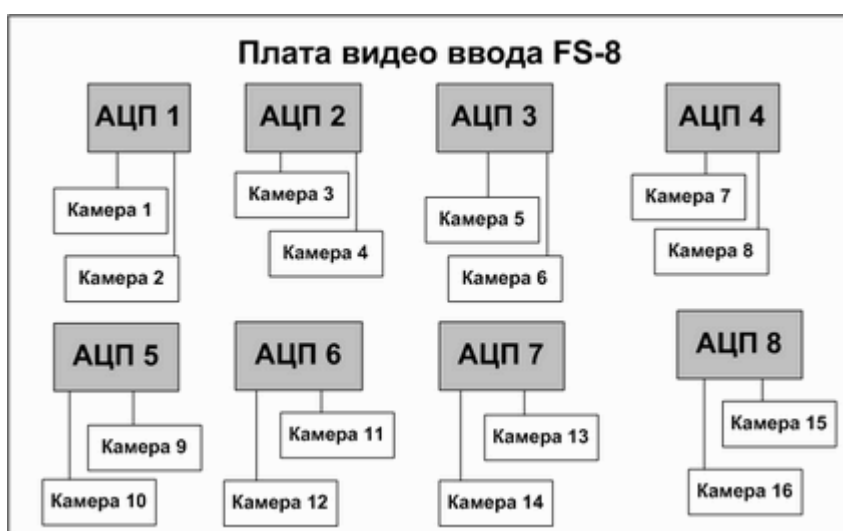 Плата видео ввода FS-8
АЦП 1
АЦП 2
АЦП 3
АЦП 4
Камера 1
Камера 2
Камера 3
Камера 4
Камера 5
Камера 6
Камера 7
Камера 8
АЦП 5
АЦП 6
АЦП 7
АЦП 8
Камера 9
Камера 10
Камера 11
Камера 12
Камера 13
Камера 14
Камера 15
Камера 16